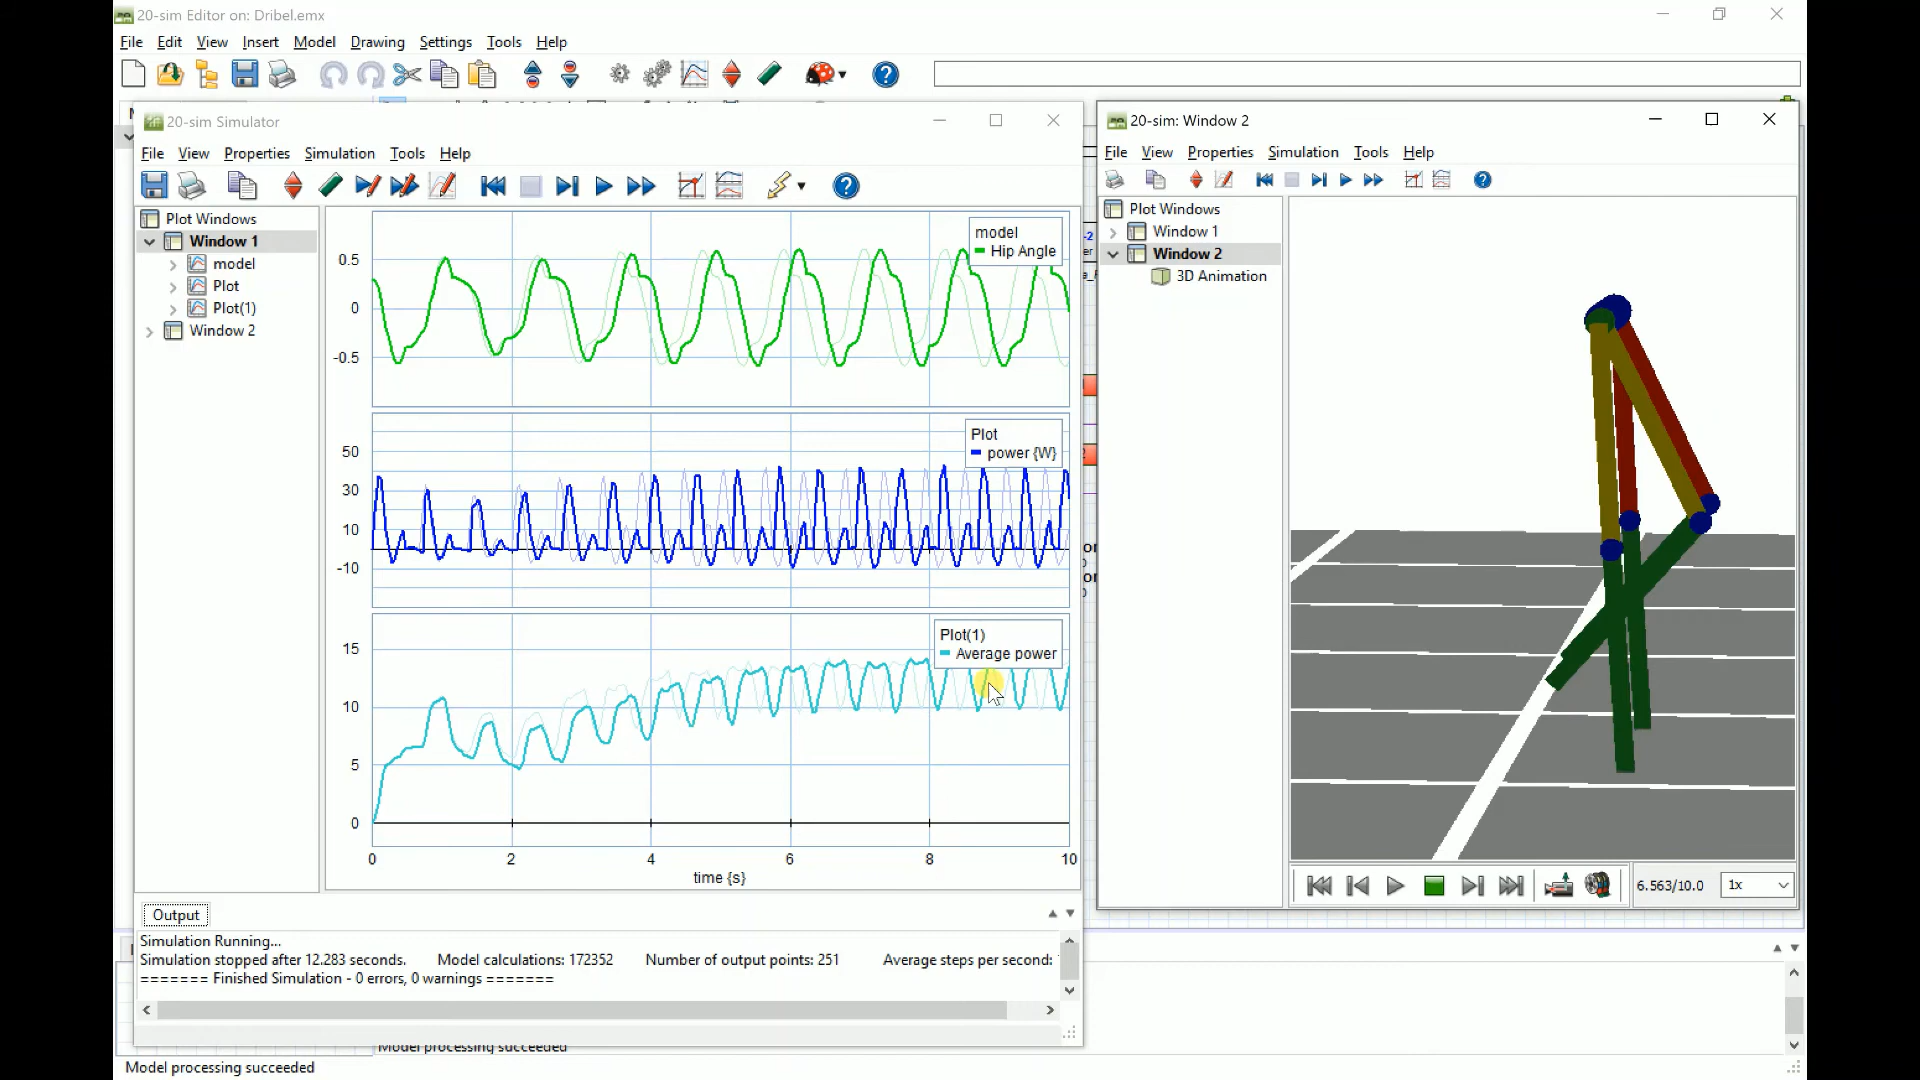 20-sim Editor on: Dribel.emx
File Edit View Insert Model Drawing Settings Tools Help
20-sim Simulator
File View Properties Simulation Tools Help
Plot Windows
Window 1
model
Plot
Plot(1)
Window 2
model
Hip Angle
0.5
0
-0.5
Plot
power {W}
50
30
10
-10
Plot(1)
Average power
15
10
5
0
0 2 4 6 8 10
time {s}
Output
Simulation Running...
Simulation stopped after 12.283 seconds. Model calculations: 172352 Number of output points: 251 Average steps per second:
======= Finished Simulation - 0 errors, 0 warnings =======
20-sim: Window 2
File View Properties Simulation Tools Help
Plot Windows
Window 1
Window 2
3D Animation
6.563/10.0 1x
Model processing succeeded
Model processing succeeded